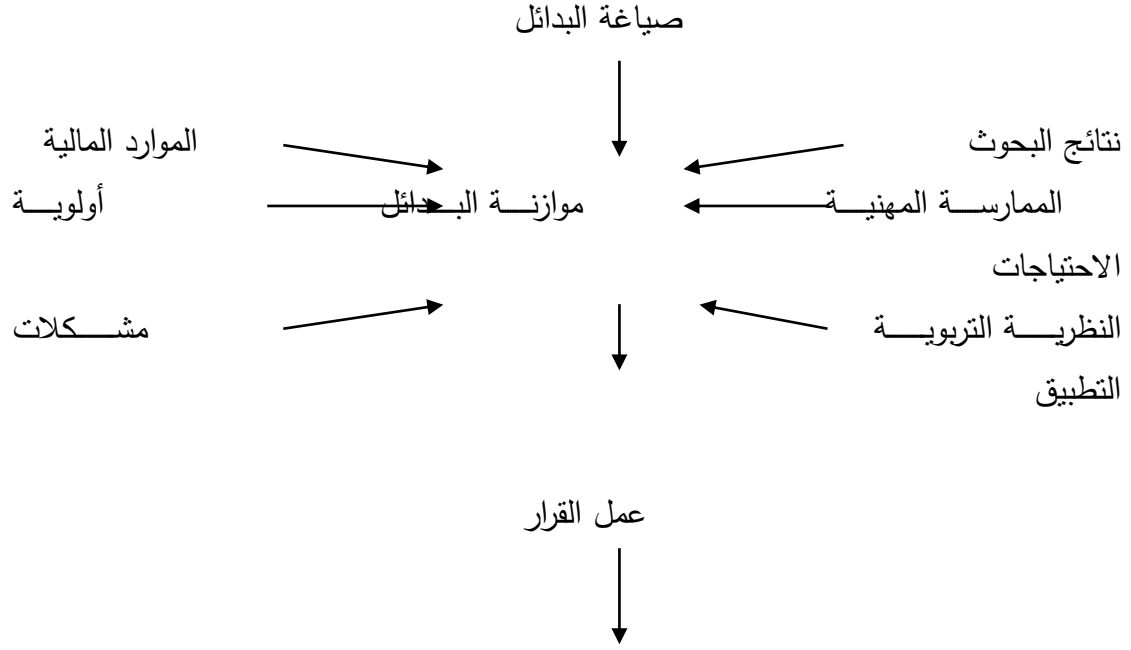 صياغة البدائل
نتائج البحوث الموارد المالية
الممارسة المهنية موازنة البدائل أولوية
الاحتياجات
النظرية التربوية مشكلات
التطبيق
عمل القرار